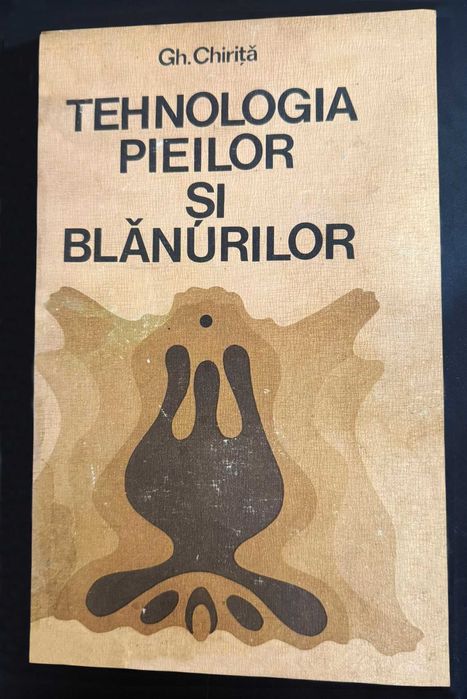 Gh. Chiriță
TEHNOLOGIA
PIEILOR
ȘI
BLĂNURILOR